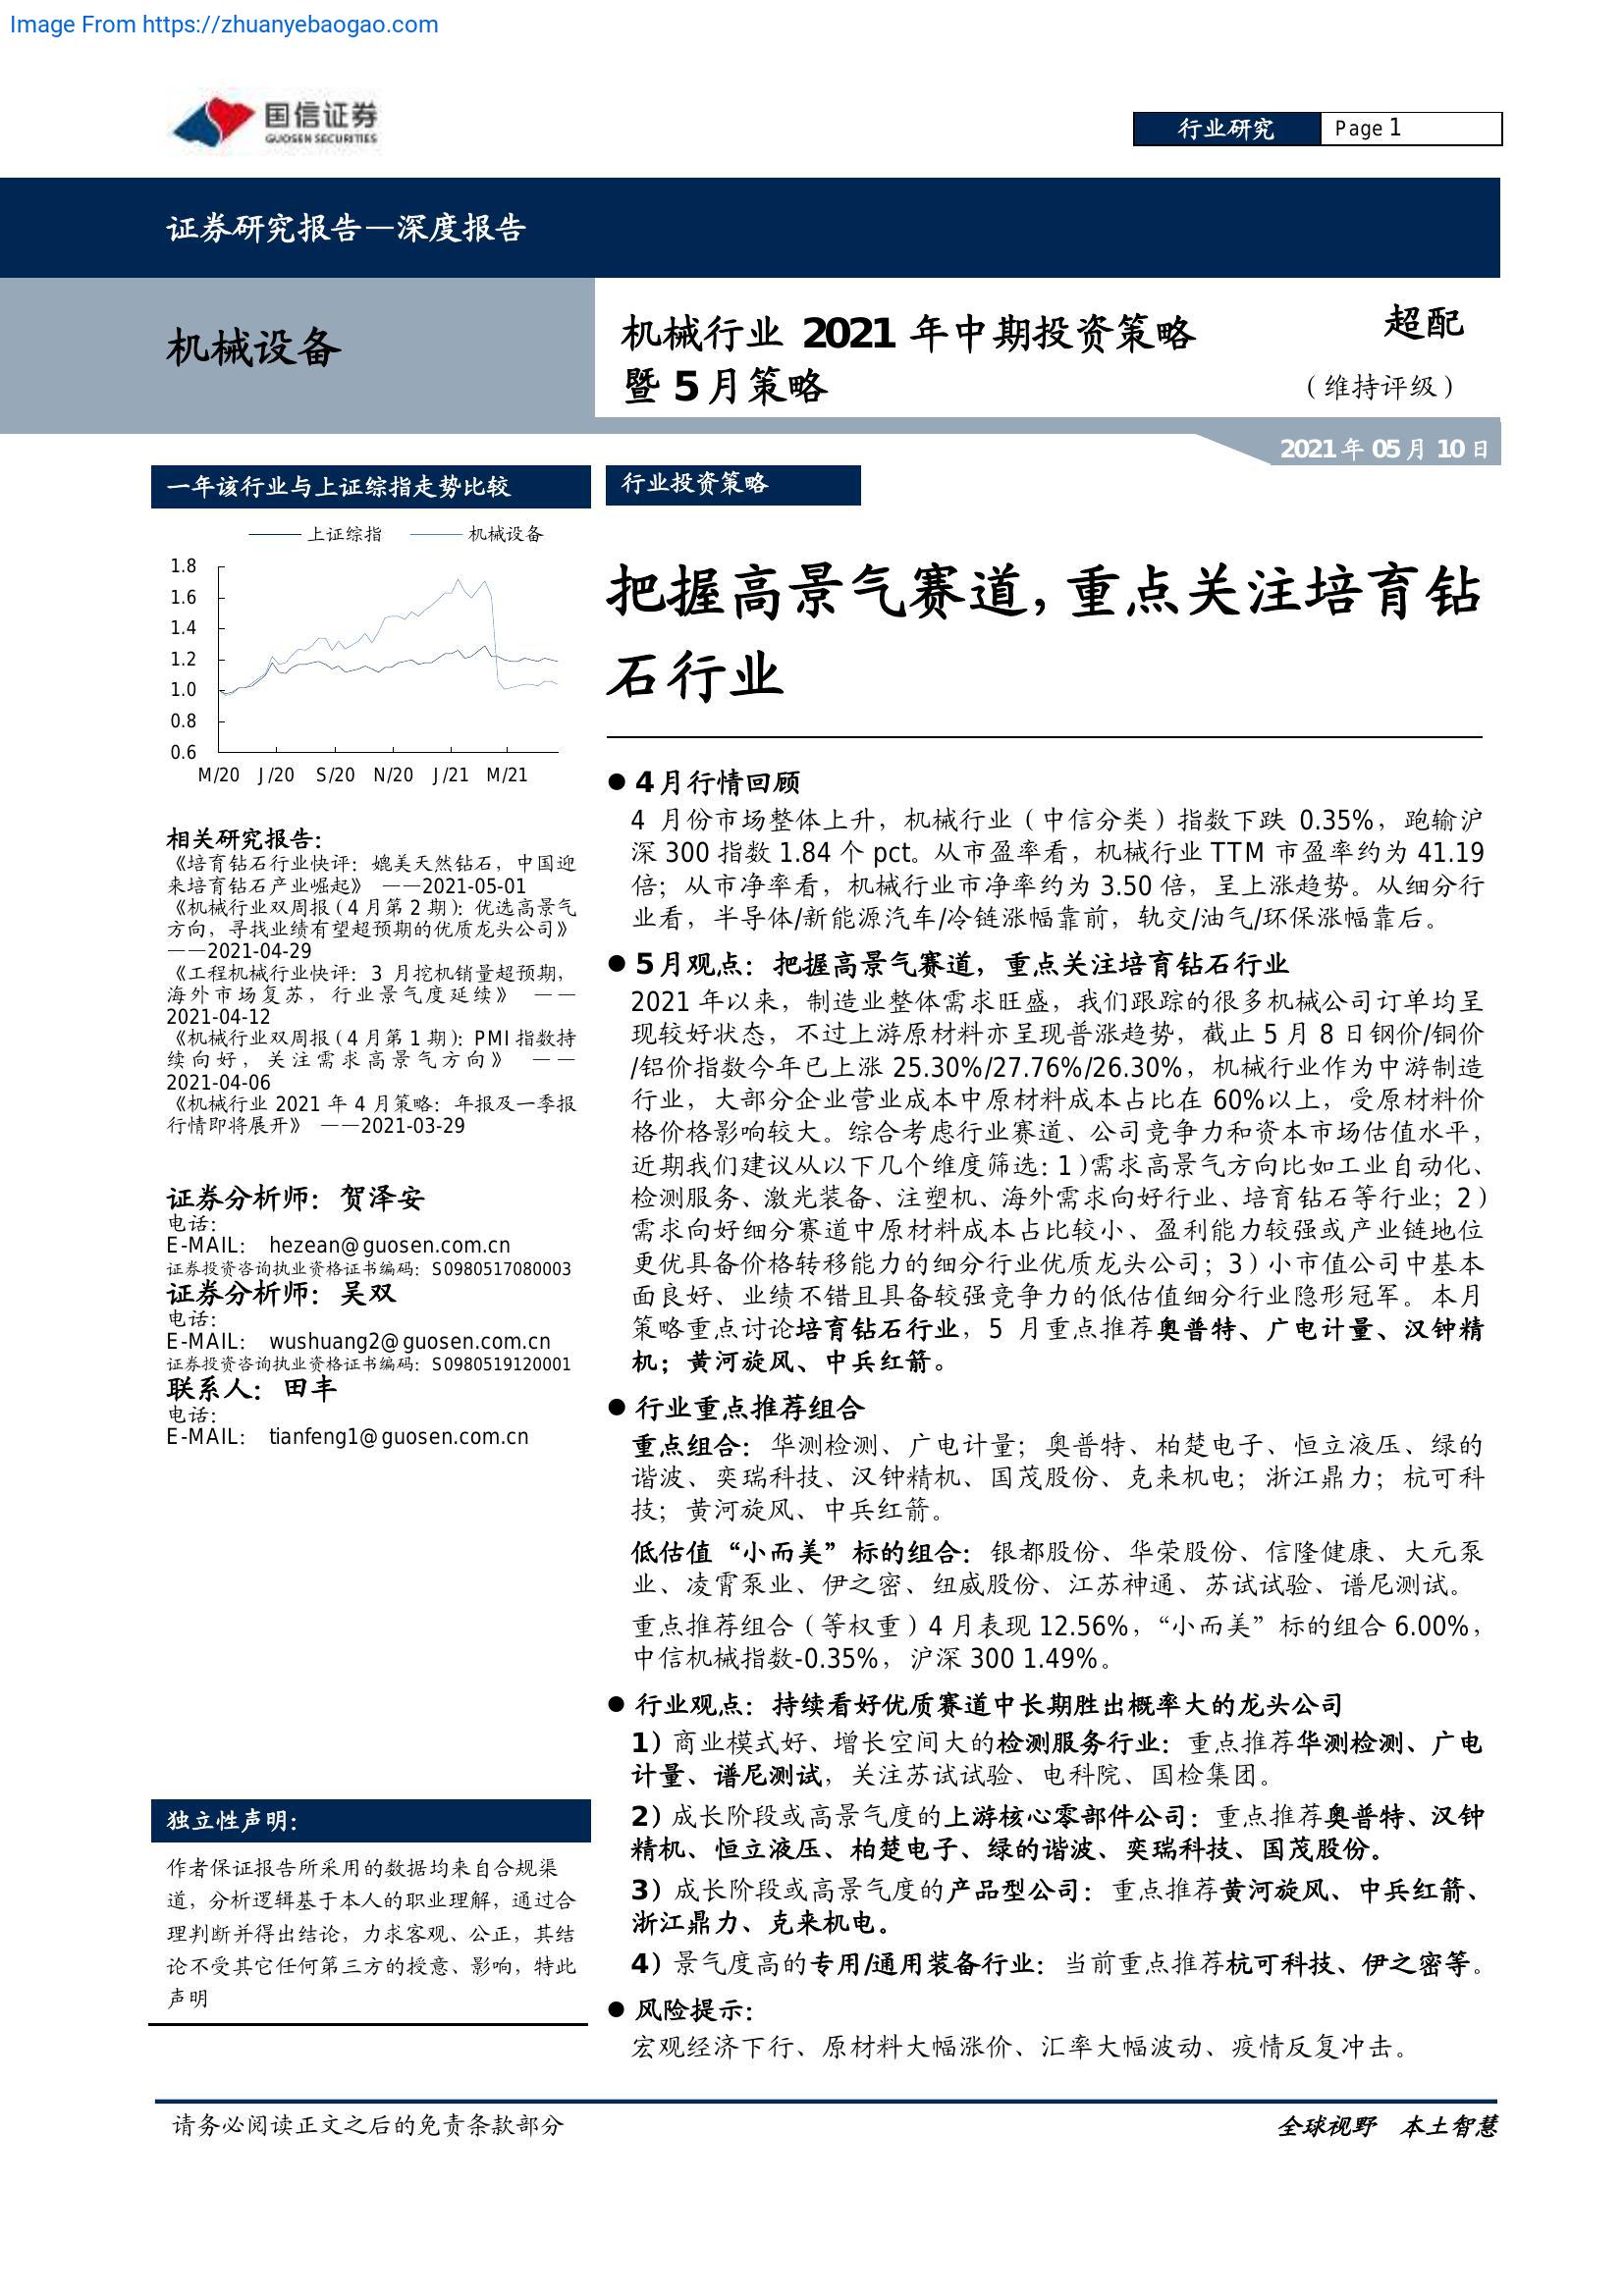 Image From https://zhuanyebaogao.com
国信证券
GUOSEN SECURITIES
行业研究
Page 1
证券研究报告—深度报告
机械设备
机械行业 2021 年中期投资策略
暨 5 月策略
超配
（维持评级）
2021 年 05 月 10 日
一年该行业与上证综指走势比较
上证综指 机械设备
1.8
1.6
1.4
1.2
1.0
0.8
0.6
M/20 J/20 S/20 N/20 J/21 M/21
相关研究报告：
《培育钻石行业快评：媲美天然钻石，中国迎
来培育钻石产业崛起》 ——2021-05-01
《机械行业双周报（4 月第 2 期）：优选高景气
方向，寻找业绩有望超预期的优质龙头公司》
——2021-04-29
《工程机械行业快评：3 月挖机销量超预期，
海外市场复苏，行业景气度延续》 ——
2021-04-12
《机械行业双周报（4 月第 1 期）：PMI 指数持
续向好，关注需求高景气方向》 ——
2021-04-06
《机械行业 2021 年 4 月策略：年报及一季报
行情即将展开》 ——2021-03-29
证券分析师：贺泽安
电话：
E-MAIL： hezean@guosen.com.cn
证券投资咨询执业资格证书编码：S0980517080003
证券分析师：吴双
电话：
E-MAIL： wushuang2@guosen.com.cn
证券投资咨询执业资格证书编码：S0980519120001
联系人：田丰
电话：
E-MAIL： tianfeng1@guosen.com.cn
独立性声明：
作者保证报告所采用的数据均来自合规渠
道，分析逻辑基于本人的职业理解，通过合
理判断并得出结论，力求客观、公正，其结
论不受其它任何第三方的授意、影响，特此
声明
行业投资策略
把握高景气赛道，重点关注培育钻
石行业
● 4 月行情回顾
4 月份市场整体上升，机械行业（中信分类）指数下跌 0.35%，跑输沪
深 300 指数 1.84 个 pct。从市盈率看，机械行业 TTM 市盈率约为 41.19
倍；从市净率看，机械行业市净率约为 3.50 倍，呈上涨趋势。从细分行
业看，半导体/新能源汽车/冷链涨幅靠前，轨交/油气/环保涨幅靠后。
● 5 月观点：把握高景气赛道，重点关注培育钻石行业
2021 年以来，制造业整体需求旺盛，我们跟踪的很多机械公司订单均呈
现较好状态，不过上游原材料亦呈现普涨趋势，截止 5 月 8 日钢价/铜价
/铝价指数今年已上涨 25.30%/27.76%/26.30%，机械行业作为中游制造
行业，大部分企业营业成本中原材料成本占比在 60%以上，受原材料价
格价格影响较大。综合考虑行业赛道、公司竞争力和资本市场估值水平，
近期我们建议从以下几个维度筛选：1）需求高景气方向比如工业自动化、
检测服务、激光装备、注塑机、海外需求向好行业、培育钻石等行业；2）
需求向好细分赛道中原材料成本占比较小、盈利能力较强或产业链地位
更优具备价格转移能力的细分行业优质龙头公司；3）小市值公司中基本
面良好、业绩不错且具备较强竞争力的低估值细分行业隐形冠军。本月
策略重点讨论培育钻石行业，5 月重点推荐奥普特、广电计量、汉钟精
机；黄河旋风、中兵红箭。
● 行业重点推荐组合
重点组合：华测检测、广电计量；奥普特、柏楚电子、恒立液压、绿的
谐波、奕瑞科技、汉钟精机、国茂股份、克来机电；浙江鼎力；杭可科
技；黄河旋风、中兵红箭。
低估值“小而美”标的组合：银都股份、华荣股份、信隆健康、大元泵
业、凌霄泵业、伊之密、纽威股份、江苏神通、苏试试验、谱尼测试。
重点推荐组合（等权重）4 月表现 12.56%，“小而美”标的组合 6.00%，
中信机械指数-0.35%，沪深 300 1.49%。
● 行业观点：持续看好优质赛道中长期胜出概率大的龙头公司
1）商业模式好、增长空间大的检测服务行业：重点推荐华测检测、广电
计量、谱尼测试，关注苏试试验、电科院、国检集团。
2）成长阶段或高景气度的上游核心零部件公司：重点推荐奥普特、汉钟
精机、恒立液压、柏楚电子、绿的谐波、奕瑞科技、国茂股份。
3）成长阶段或高景气度的产品型公司：重点推荐黄河旋风、中兵红箭、
浙江鼎力、克来机电。
4）景气度高的专用/通用装备行业：当前重点推荐杭可科技、伊之密等。
● 风险提示：
宏观经济下行、原材料大幅涨价、汇率大幅波动、疫情反复冲击。
请务必阅读正文之后的免责条款部分
全球视野 本土智慧